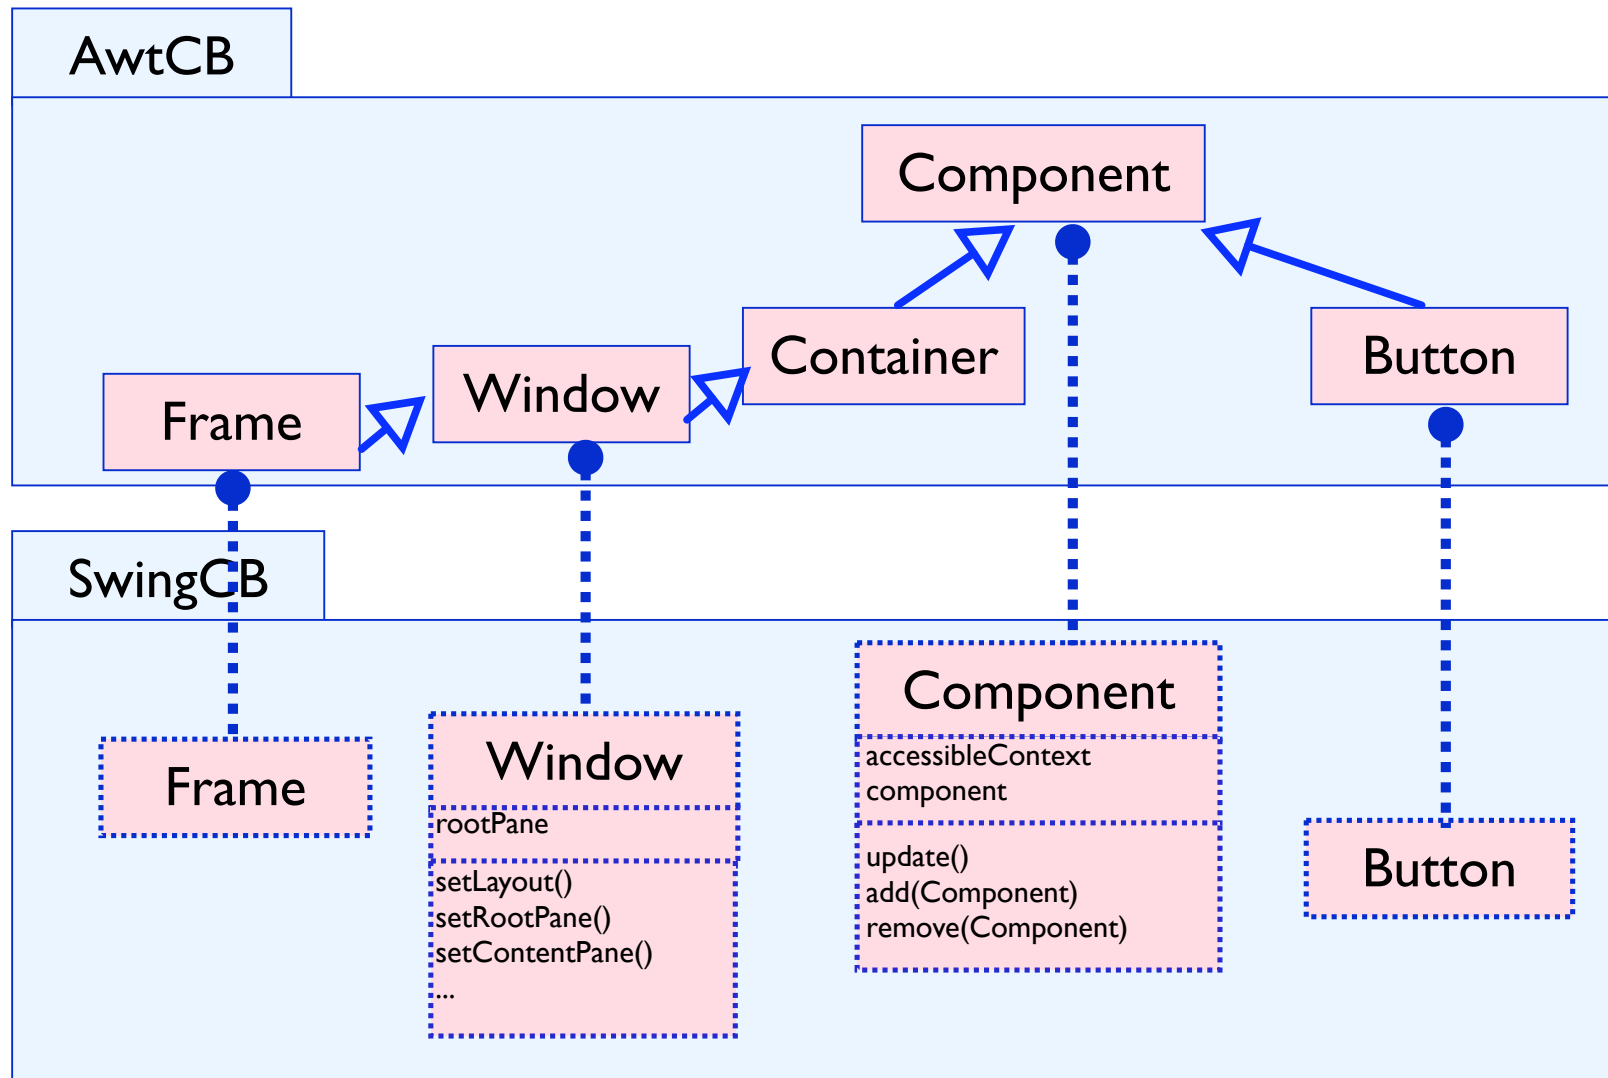 AwtCB
Component
Container
Button
Window
Frame
SwingCB
Frame
Window
rootPane
setLayout()
setRootPane()
setContentPane()
...
Component
accessibleContext
component
update()
add(Component)
remove(Component)
Button